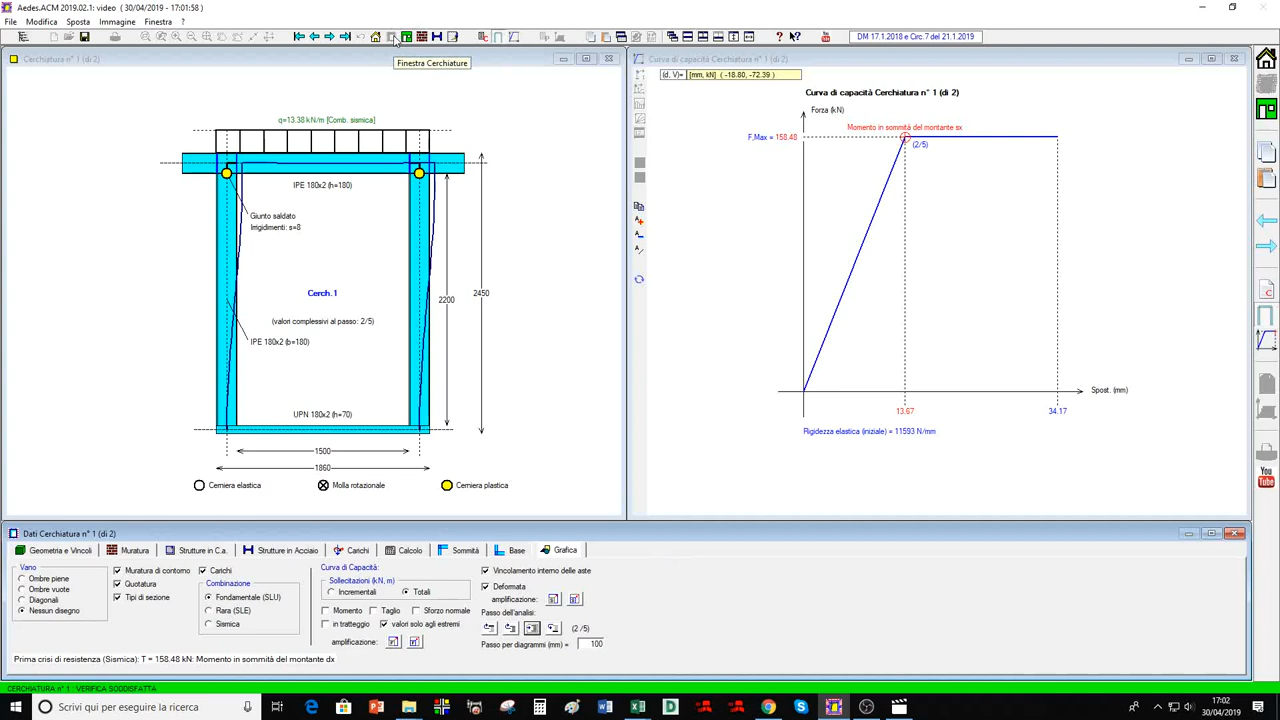 Aedes.ACM 2019.02.1: video ( 30/04/2019 - 17:01:58 )
File Modifica Sposta Immagine Finestra ?
DM 17.1.2018 e Circ.7 del 21.1.2019
Finestra Cerchiature
Cerchiatura n° 1 (di 2)
q=13.38 kN/m [Comb. sismica]
IPE 180x2 (h=180)
Giunto saldato
Irrigidimenti: s=8
Cerch.1
2200
2450
(valori complessivi al passo: 2/5)
IPE 180x2 (b=180)
UPN 180x2 (h=70)
1500
1860
Cerniera elastica
Molla rotazionale
Cerniera plastica
Curva di capacità Cerchiatura n° 1 (di 2)
(d, V)= [mm, kN] ( -18.80, -72.39 )
Curva di capacità Cerchiatura n° 1 (di 2)
Forza (kN)
Momento in sommità del montante sx
F,Max = 158.48
(2/5)
Spost. (mm)
13.67
34.17
Rigidezza elastica (iniziale) = 11593 N/mm
You
Tube
Dati Cerchiatura n° 1 (di 2)
Geometria e Vincoli Muratura Strutture in C.a. Strutture in Acciaio Carichi Calcolo Sommità Base Grafica
Vano
Ombre piene
Ombre vuote
Diagonali
Nessun disegno
Muratura di contorno
Quotatura
Tipi di sezione
Carichi
Combinazione
Fondamentale (SLU)
Rara (SLE)
Sismica
Curva di Capacità:
Sollecitazioni (kN, m)
Incrementali Totali
Momento Taglio Sforzo normale
in tratteggio valori solo agli estremi
amplificazione:
Vincolamento interno delle aste
Deformata
amplificazione:
Passo dell'analisi:
(2 /5)
Passo per diagrammi (mm) = 100
Prima crisi di resistenza (Sismica): T = 158.48 kN: Momento in sommità del montante dx
CERCHIATURA n° 1 : VERIFICA SODDISFATTA
Scrivi qui per eseguire la ricerca
17:02
30/04/2019